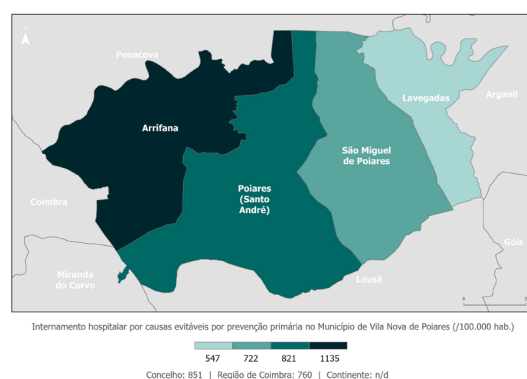 Penacova
Lavegadas
Arganil
Arrifana
São Miguel
de Poiares
Poiares
(Santo
André)
Coimbra
Góis
Miranda
do Corvo
Lousã
Internamento hospitalar por causas evitáveis por prevenção primária no Município de Vila Nova de Poiares (/100.000 hab.)
547 722 821 1135
Concelho: 851 | Região de Coimbra: 760 | Continente: n/d